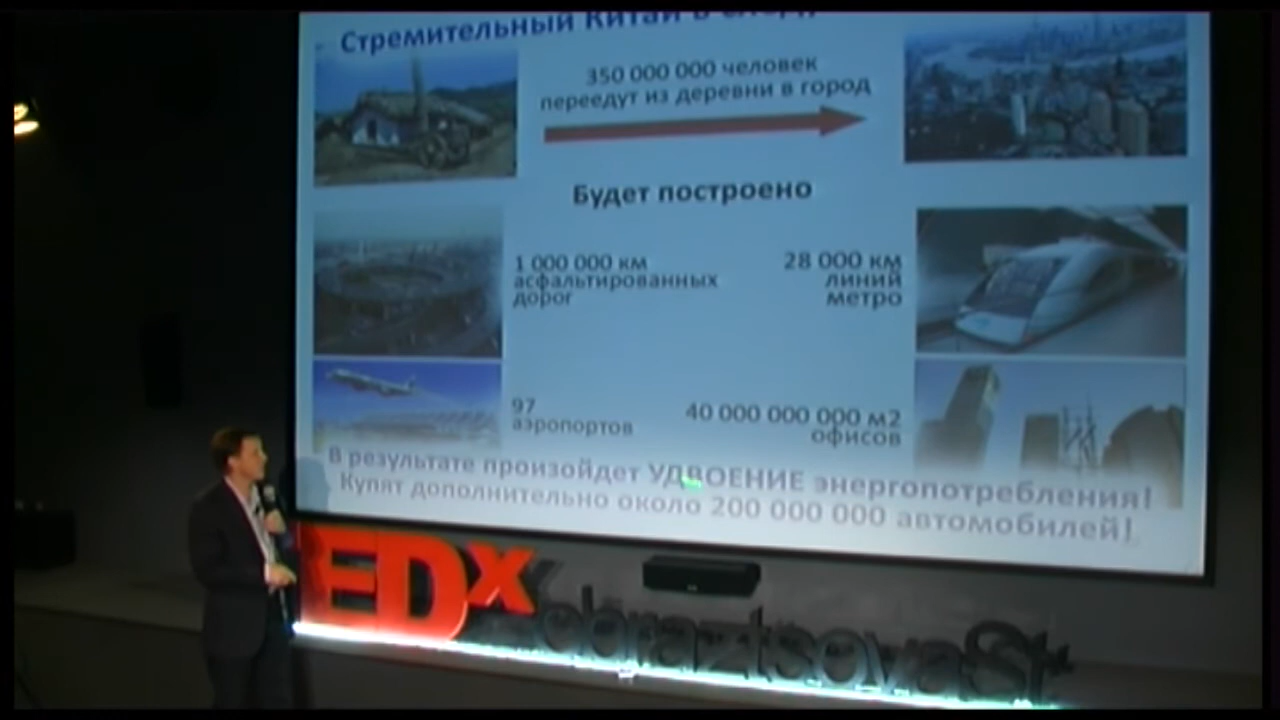 Стремительный Китай в
350 000 000 человек
переедут из деревни в город
Будет построено
1 000 000 км
асфальтированных
дорог
28 000 км
линий
метро
97
аэропортов
40 000 000 000 м2
офисов
В результате произойдет УДВОЕНИЕ энергопотребления!
Купят дополнительно около 200 000 000 автомобилей!
TEDx
obraztsovaSt